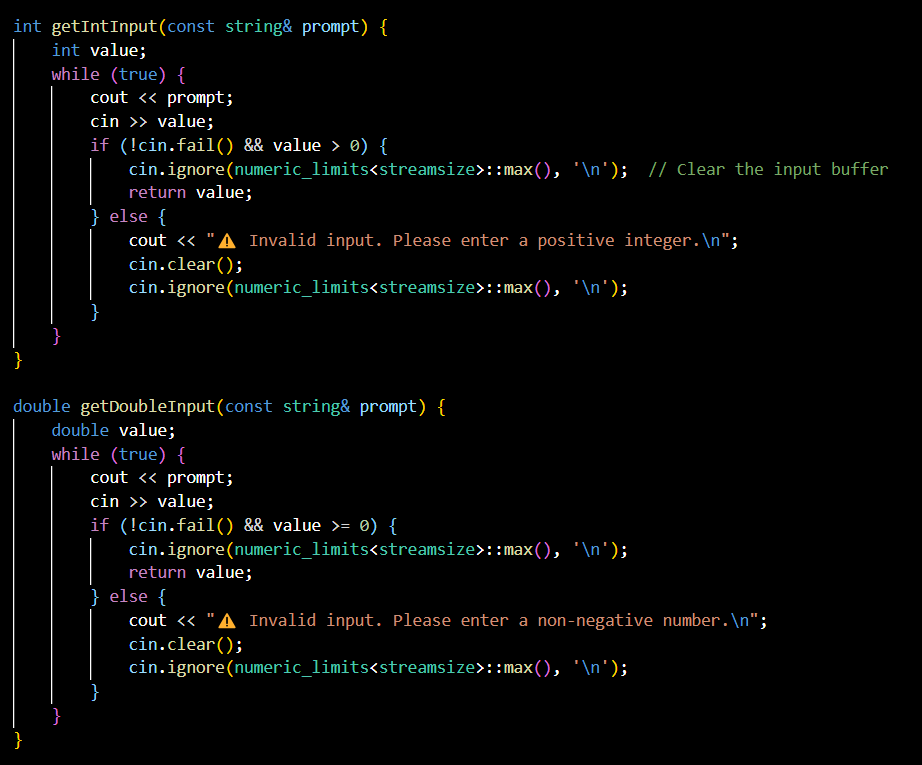 int getIntInput(const string& prompt) {
    int value;
    while (true) {
        cout << prompt;
        cin >> value;
        if (!cin.fail() && value > 0) {
            cin.ignore(numeric_limits<streamsize>::max(), '\n');  // Clear the input buffer
            return value;
        } else {
            cout << "⚠️ Invalid input. Please enter a positive integer.\n";
            cin.clear();
            cin.ignore(numeric_limits<streamsize>::max(), '\n');
        }
    }
}

double getDoubleInput(const string& prompt) {
    double value;
    while (true) {
        cout << prompt;
        cin >> value;
        if (!cin.fail() && value >= 0) {
            cin.ignore(numeric_limits<streamsize>::max(), '\n');
            return value;
        } else {
            cout << "⚠️ Invalid input. Please enter a non-negative number.\n";
            cin.clear();
            cin.ignore(numeric_limits<streamsize>::max(), '\n');
        }
    }
}